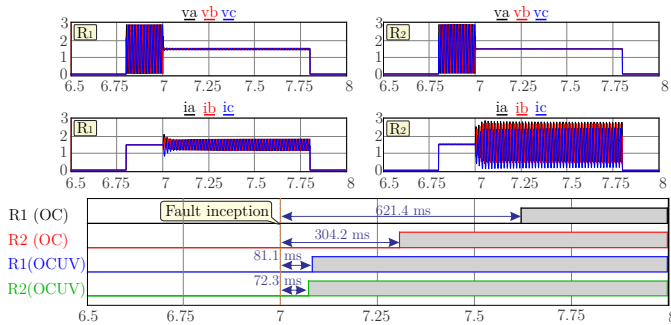 va vb vc
va vb vc
3
2
1
0
R1
6.5 6.75 7 7.25 7.5 7.75 8
3
2
1
0
R2
6.5 6.75 7 7.25 7.5 7.75 8
ia ib ic
ia ib ic
3
2
1
0
R1
6.5 6.75 7 7.25 7.5 7.75 8
3
2
1
0
R2
6.5 6.75 7 7.25 7.5 7.75 8
R1 (OC)
Fault inception
621.4 ms
R2 (OC)
304.2 ms
R1(OCUV)
81.1 ms
R2(OCUV)
72.3 ms
6.5 6.75 7 7.25 7.5 7.75 8